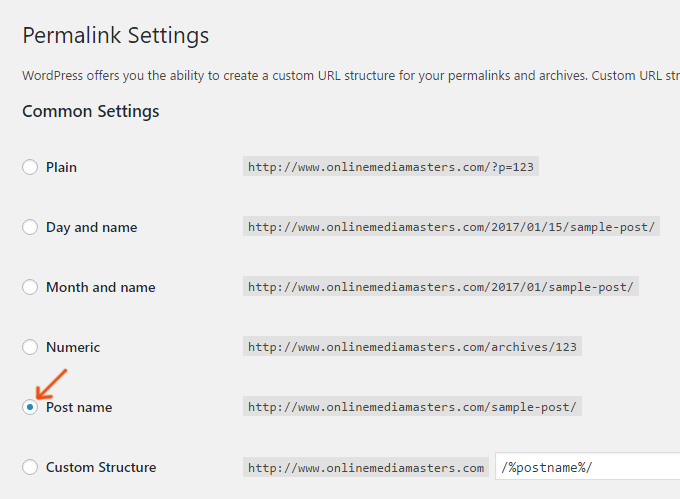 Permalink Settings
WordPress offers you the ability to create a custom URL structure for your permalinks and archives. Custom URL
Common Settings
Plain http://www.onlinemediamasters.com/?p=123
Day and name http://www.onlinemediamasters.com/2017/01/15/sample-post/
Month and name http://www.onlinemediamasters.com/2017/01/sample-post/
Numeric http://www.onlinemediamasters.com/archives/123
Post name http://www.onlinemediamasters.com/sample-post/
Custom Structure http://www.onlinemediamasters.com /%postname%/